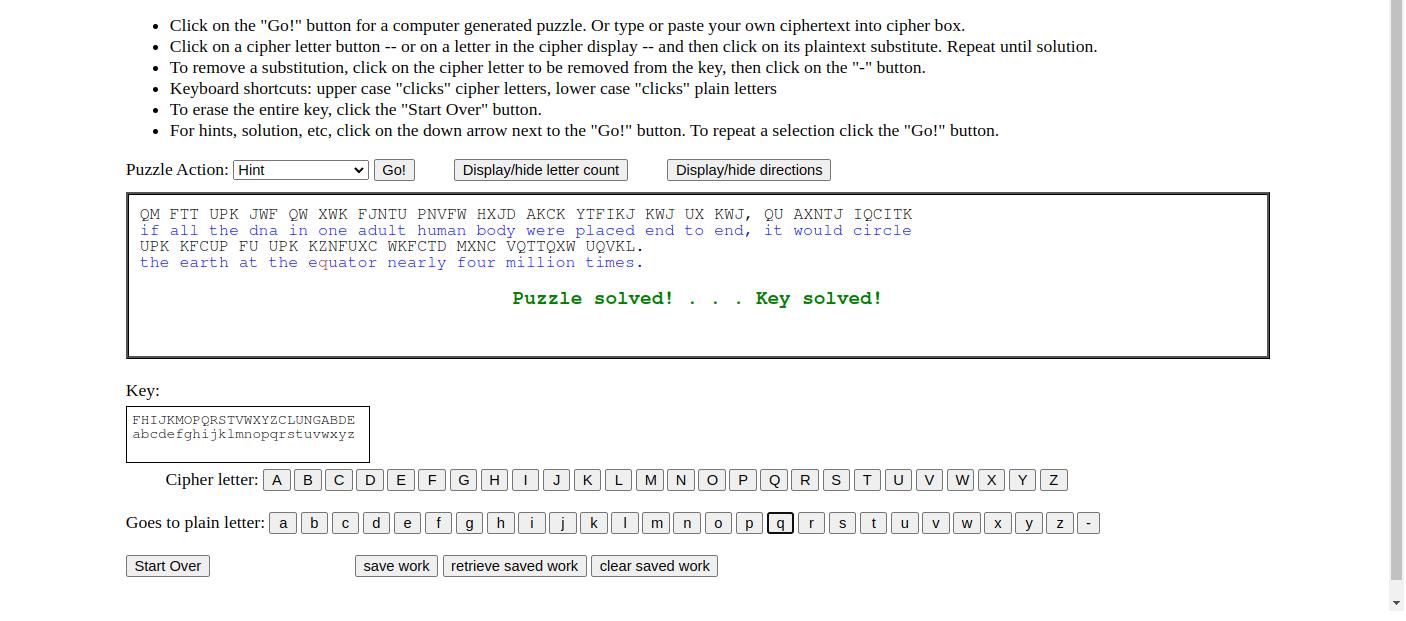 Click on the "Go!" button for a computer generated puzzle. Or type or paste your own ciphertext into cipher box.
Click on a cipher letter button -- or on a letter in the cipher display -- and then click on its plaintext substitute. Repeat until solution.
To remove a substitution, click on the cipher letter to be removed from the key, then click on the "-" button.
Keyboard shortcuts: upper case "clicks" cipher letters, lower case "clicks" plain letters
To erase the entire key, click the "Start Over" button.
For hints, solution, etc, click on the down arrow next to the "Go!" button. To repeat a selection click the "Go!" button.
Puzzle Action: Hint Go! Display/hide letter count Display/hide directions
QM FTT UPK JWF QW XWK FJNTU PNVFW HXJD AKCK YTFIKJ KWJ UX KWJ, QU AXNTJ IQCITK
if all the dna in one adult human body were placed end to end, it would circle
UPK KFCUP FU UPK KZNFUXC WKFCTD MXNC VQTTQXW UQVKL.
the earth at the equator nearly four million times.
Puzzle solved! . . . Key solved!
Key:
FHIJKMOPQRSTVWXYZCLUNGABDE
abcdefghijklmnopqrstuvwxyz
Cipher letter: A B C D E F G H I J K L M N O P Q R S T U V W X Y Z
Goes to plain letter: a b c d e f g h i j k l m n o p q r s t u v w x y z -
Start Over save work retrieve saved work clear saved work